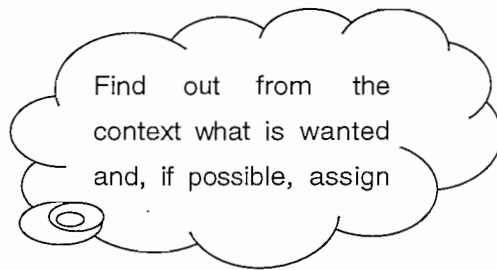 Find out from the
context what is wanted
and, if possible, assign